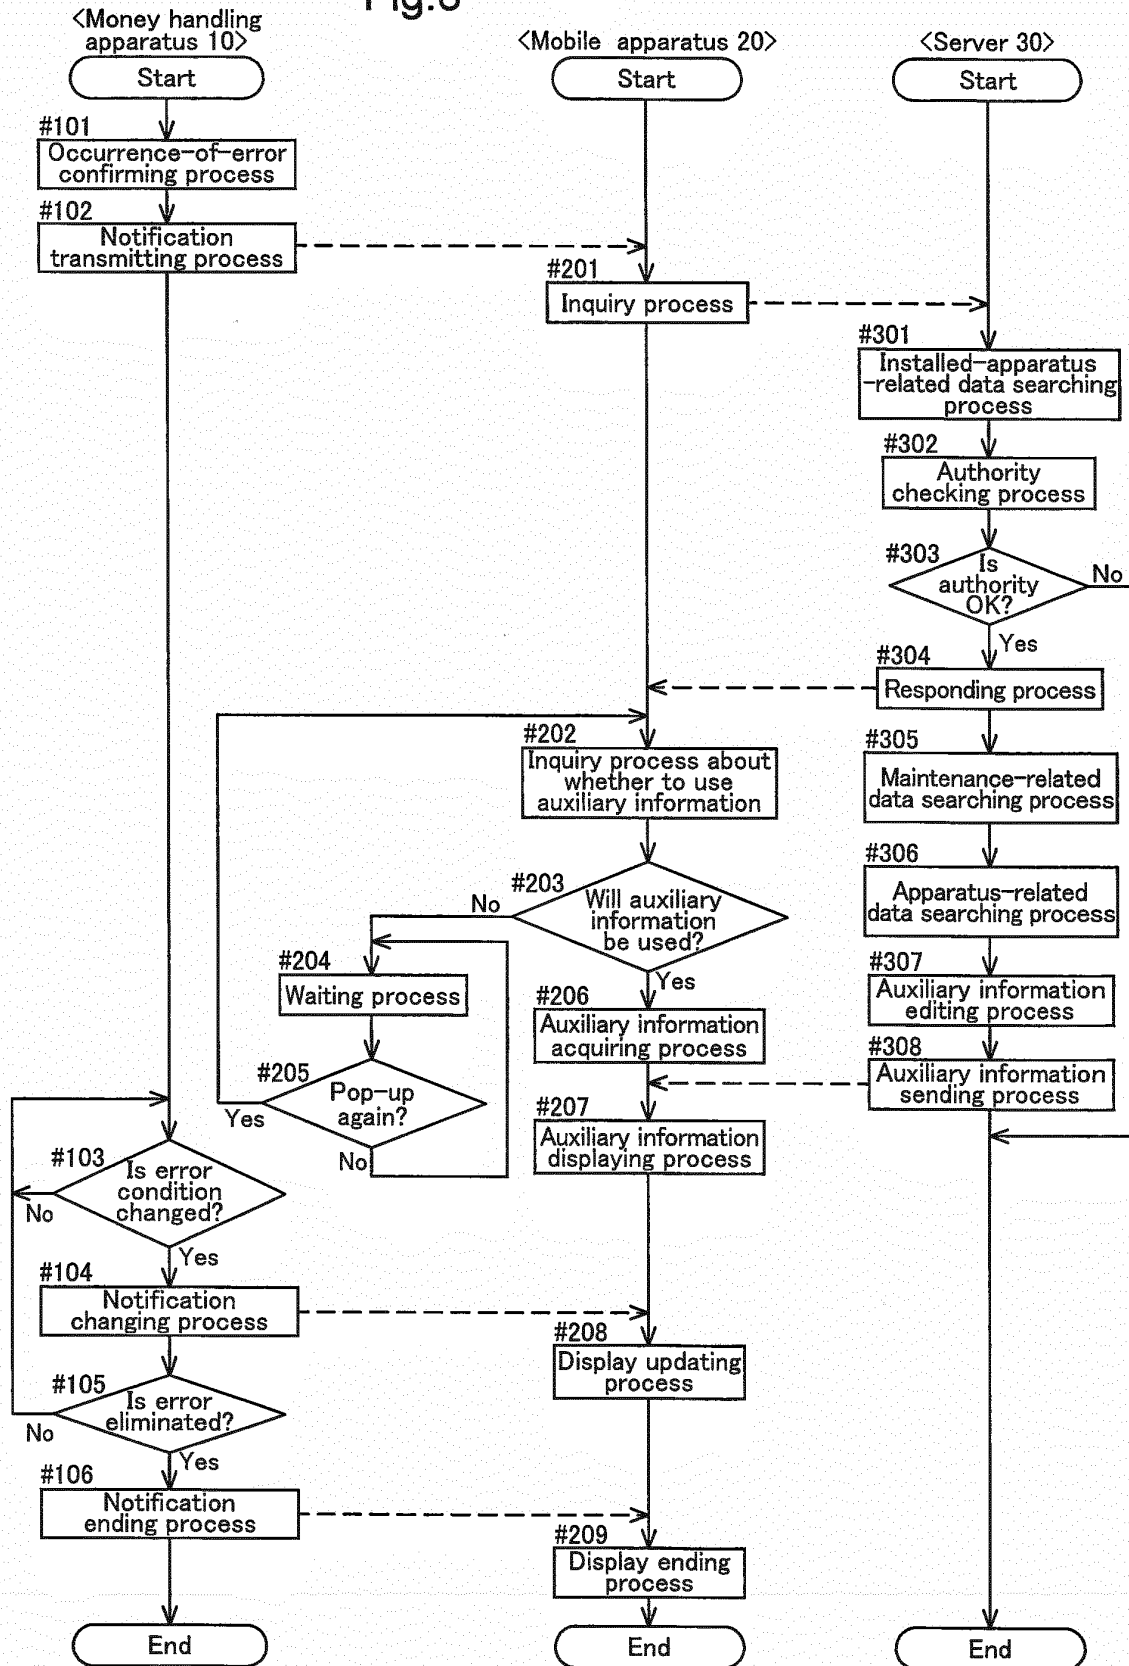 <Money handling
apparatus 10>
Start
#101
Occurrence-of-error
confirming process
#102
Notification
transmitting process
#103
Is error
condition
changed?
No
Yes
#104
Notification
changing process
#105
Is error
eliminated?
No
Yes
#106
Notification
ending process
End
<Mobile apparatus 20>
Start
#201
Inquiry process
#202
Inquiry process about
whether to use
auxiliary information
#203
Will auxiliary
information
be used?
No
Yes
#204
Waiting process
#205
Pop-up
again?
Yes
No
#206
Auxiliary information
acquiring process
#207
Auxiliary information
displaying process
#208
Display updating
process
#209
Display ending
process
End
<Server 30>
Start
#301
Installed-apparatus
-related data searching
process
#302
Authority
checking process
#303
Is
authority
OK?
No
Yes
#304
Responding process
#305
Maintenance-related
data searching process
#306
Apparatus-related
data searching process
#307
Auxiliary information
editing process
#308
Auxiliary information
sending process
End